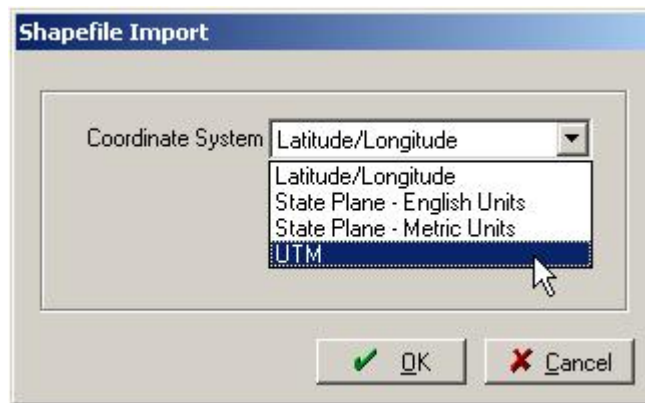 Shapefile Import
Coordinate System Latitude/Longitude
Latitude/Longitude
State Plane - English Units
State Plane - Metric Units
UTM
OK Cancel